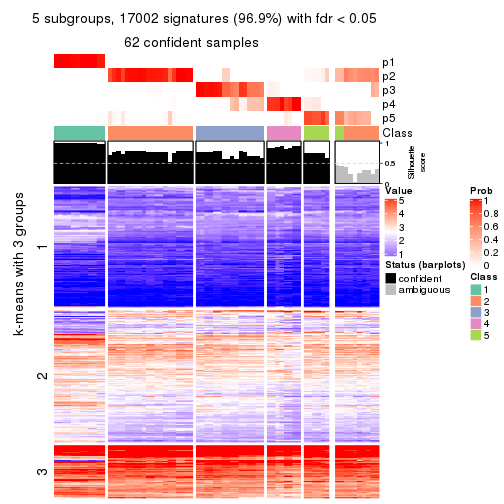 5 subgroups, 17002 signatures (96.9%) with fdr < 0.05
62 confident samples
p1
p2
p3
p4
p5
Class
1
0.5
0
Silhouette
score
k-means with 3 groups
1
2
3
Value
5
4
3
2
1
Status (barplots)
confident
ambiguous
Prob
1
0.8
0.6
0.4
0.2
0
Class
1
2
3
4
5